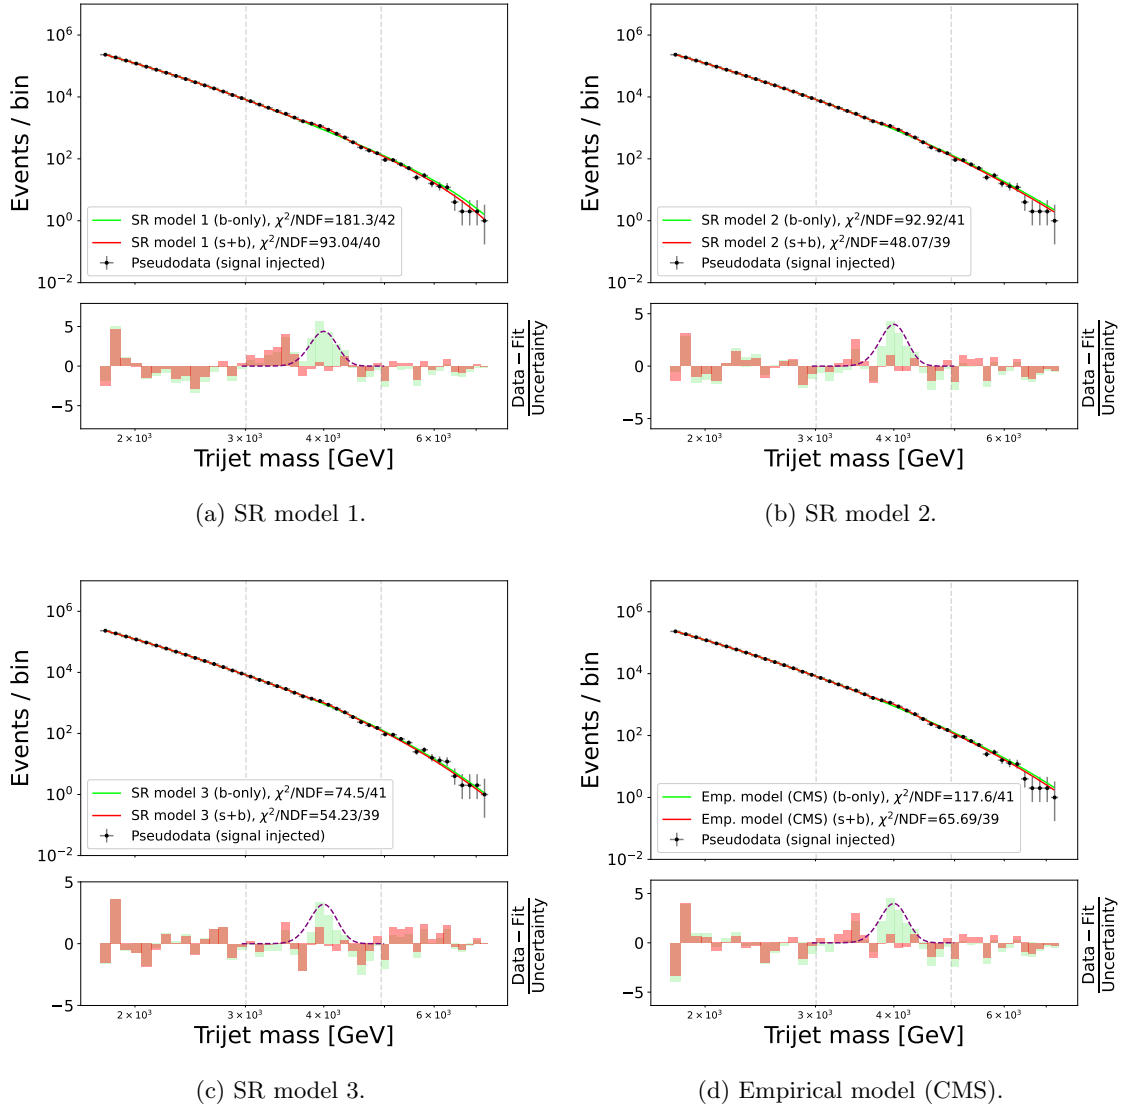 10^6
10^4
10^2
10^0
10^−2
Events / bin
SR model 1 (b-only), χ²/NDF=181.3/42
SR model 1 (s+b), χ²/NDF=93.04/40
Pseudodata (signal injected)
5
0
−5
Data − Fit
Uncertainty
2 × 10^3
3 × 10^3
4 × 10^3
6 × 10^3
Trijet mass [GeV]
(a) SR model 1.
10^6
10^4
10^2
10^0
10^−2
Events / bin
SR model 2 (b-only), χ²/NDF=92.92/41
SR model 2 (s+b), χ²/NDF=48.07/39
Pseudodata (signal injected)
5
0
−5
Data − Fit
Uncertainty
2 × 10^3
3 × 10^3
4 × 10^3
6 × 10^3
Trijet mass [GeV]
(b) SR model 2.
10^6
10^4
10^2
10^0
10^−2
Events / bin
SR model 3 (b-only), χ²/NDF=74.5/41
SR model 3 (s+b), χ²/NDF=54.23/39
Pseudodata (signal injected)
5
0
−5
Data − Fit
Uncertainty
2 × 10^3
3 × 10^3
4 × 10^3
6 × 10^3
Trijet mass [GeV]
(c) SR model 3.
10^6
10^4
10^2
10^0
10^−2
Events / bin
Emp. model (CMS) (b-only), χ²/NDF=117.6/41
Emp. model (CMS) (s+b), χ²/NDF=65.69/39
Pseudodata (signal injected)
5
0
−5
Data − Fit
Uncertainty
2 × 10^3
3 × 10^3
4 × 10^3
6 × 10^3
Trijet mass [GeV]
(d) Empirical model (CMS).